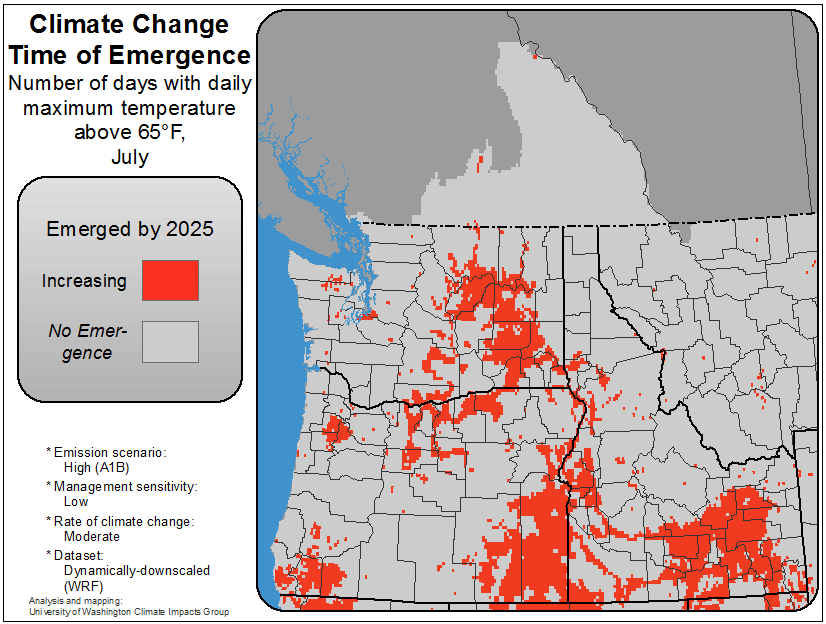 Climate Change
Time of Emergence
Number of days with daily
maximum temperature
above 65°F,
July
Emerged by 2025
Increasing
No Emer-
gence
* Emission scenario:
High (A1B)
* Management sensitivity:
Low
* Rate of climate change:
Moderate
* Dataset:
Dynamically-downscaled
(WRF)
Analysis and mapping:
University of Washington Climate Impacts Group